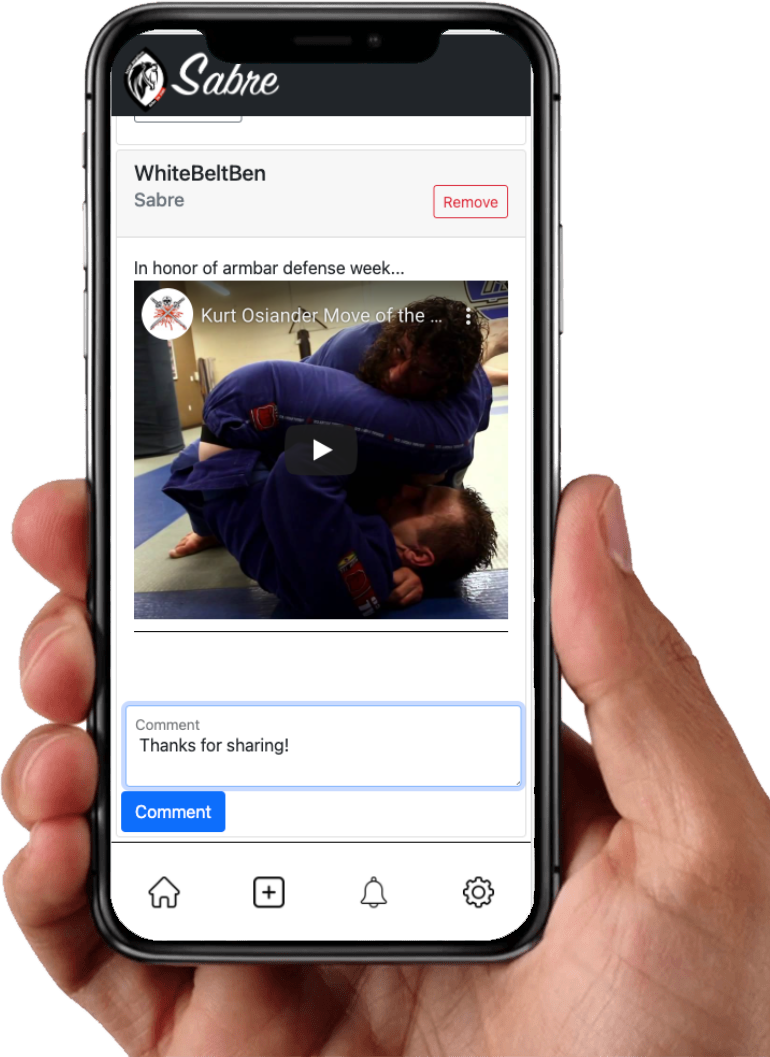 Sabre
WhiteBeltBen
Sabre
Remove
In honor of armbar defense week...
Kurt Osiander Move of the ...
Comment
Thanks for sharing!
Comment